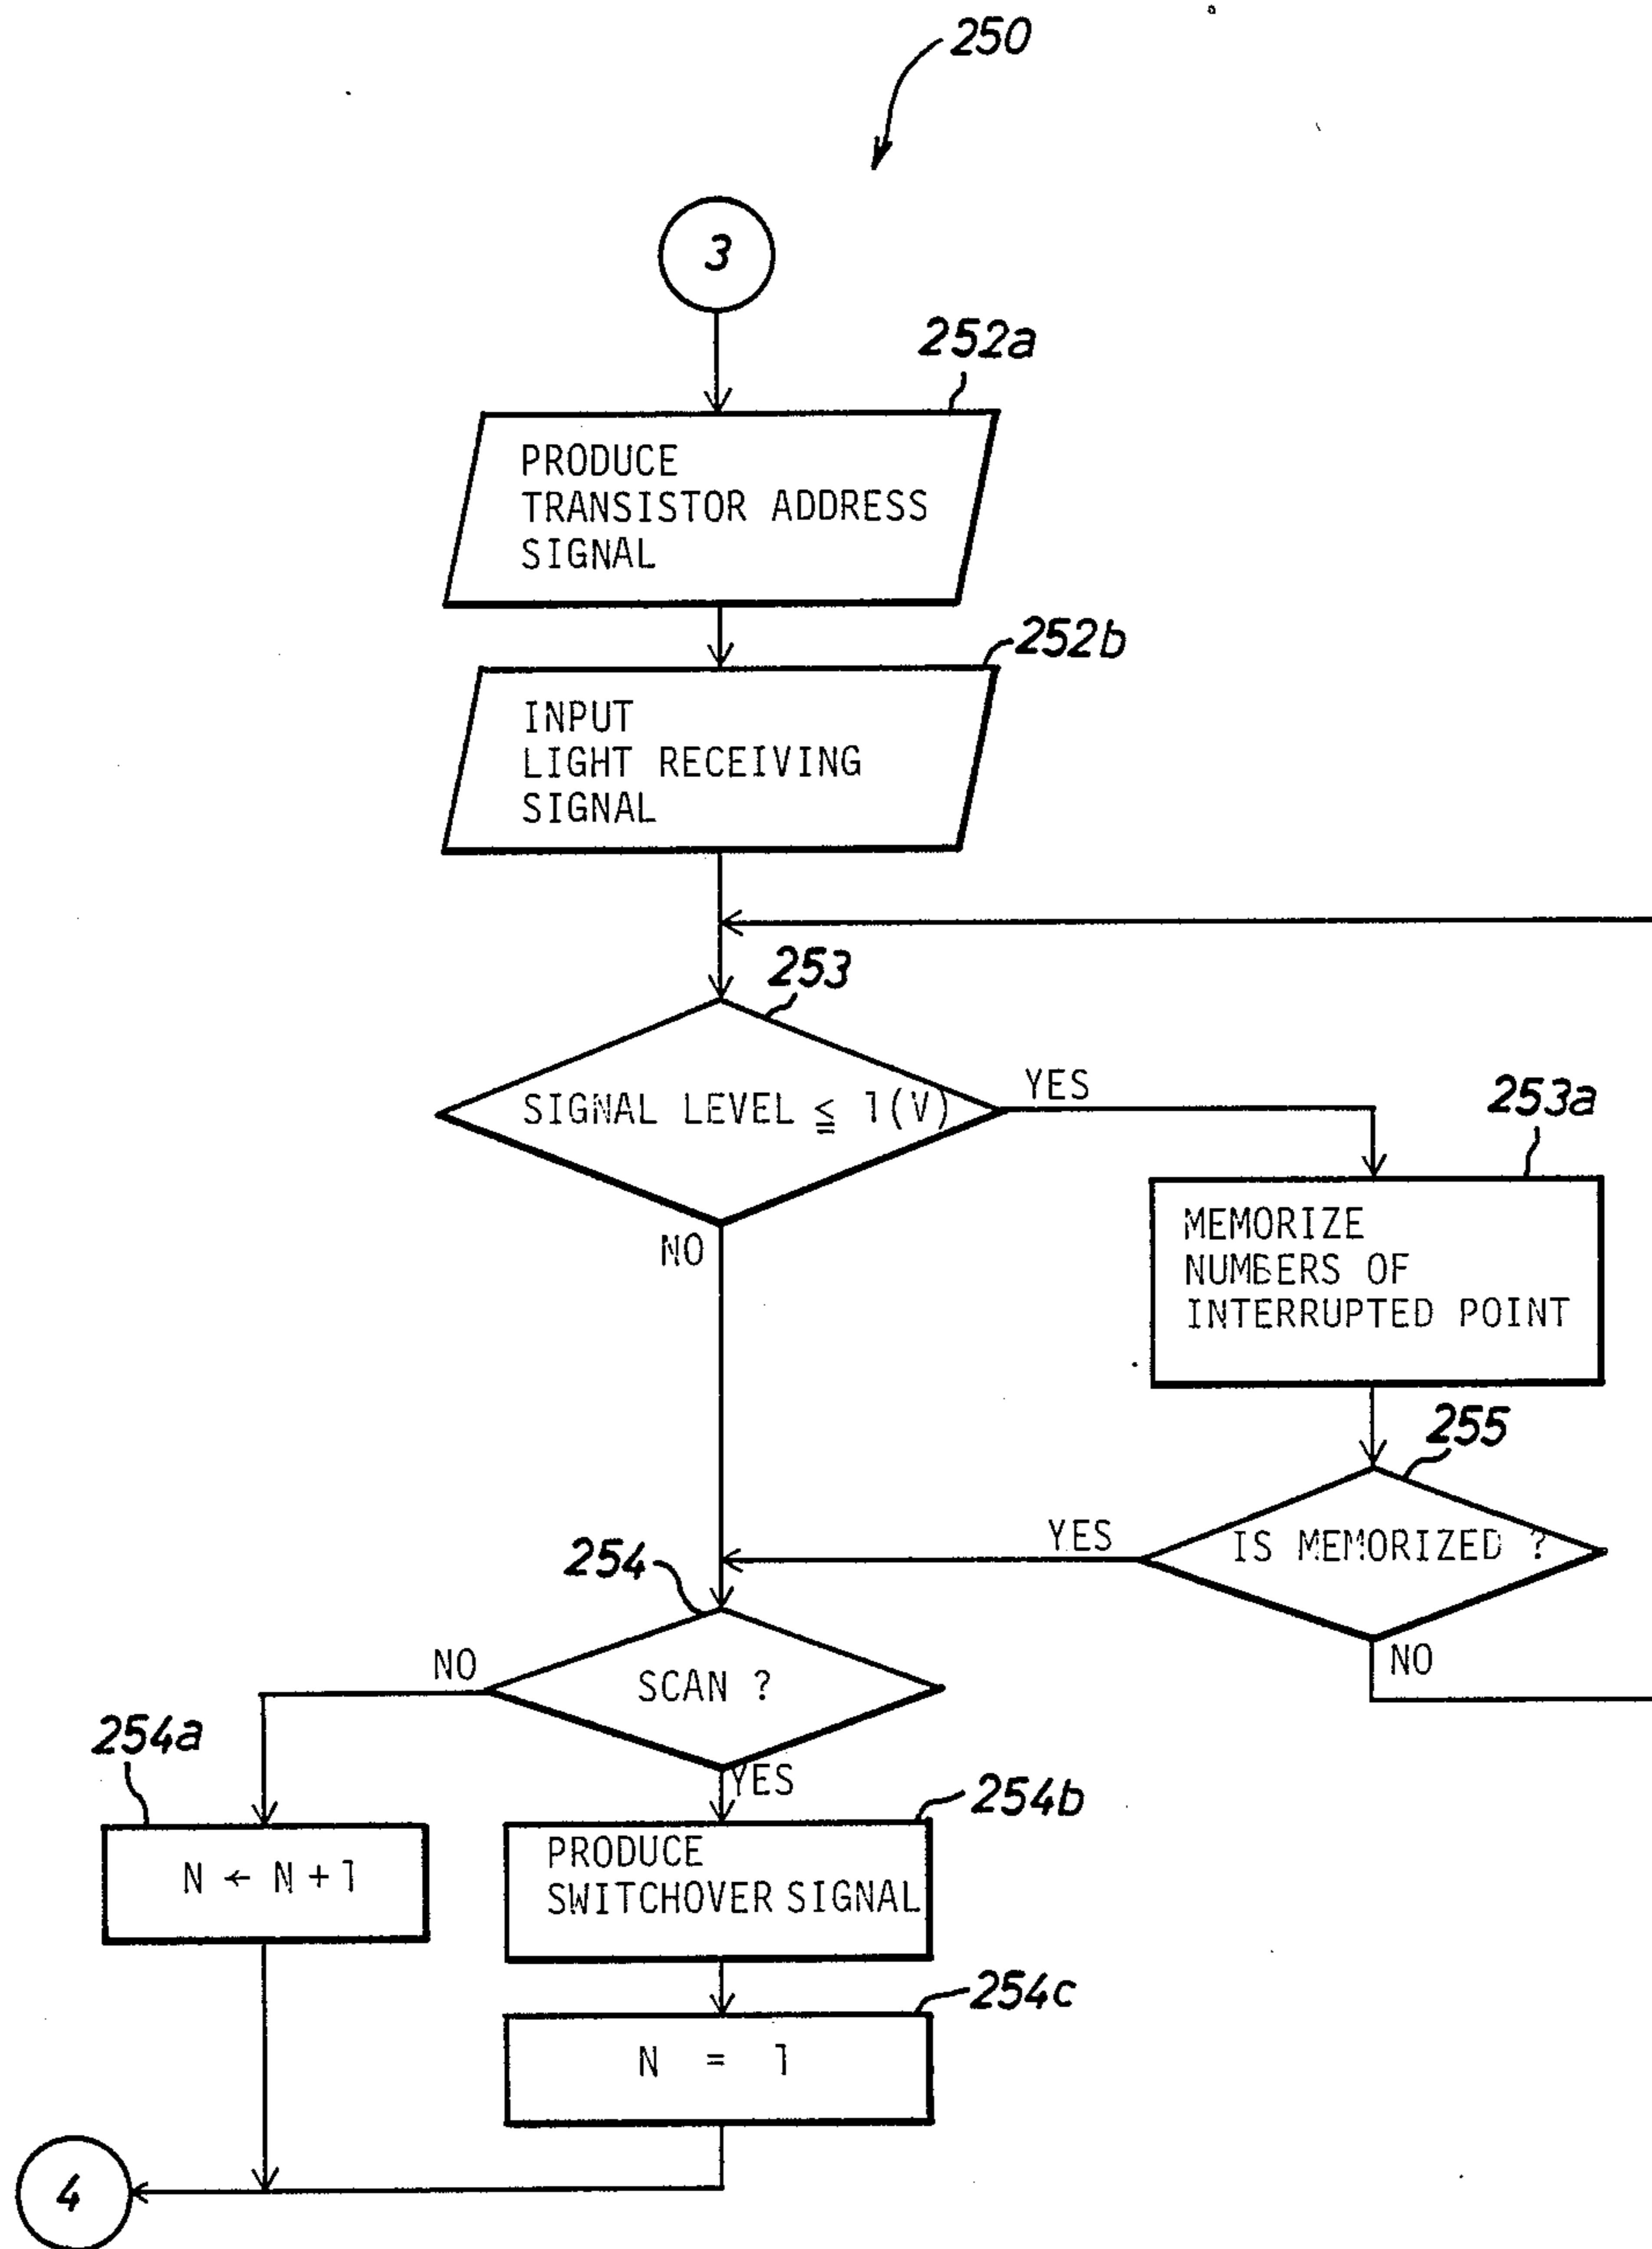 250
3
252a
PRODUCE
TRANSISTOR ADDRESS
SIGNAL
252b
INPUT
LIGHT RECEIVING
SIGNAL
253
SIGNAL LEVEL ≦ 1(V)
YES
NO
253a
MEMORIZE
NUMBERS OF
INTERRUPTED POINT
255
IS MEMORIZED ?
YES
NO
254
SCAN ?
NO
YES
254a
N ← N+1
254b
PRODUCE
SWITCHOVER SIGNAL
254c
N = 1
4